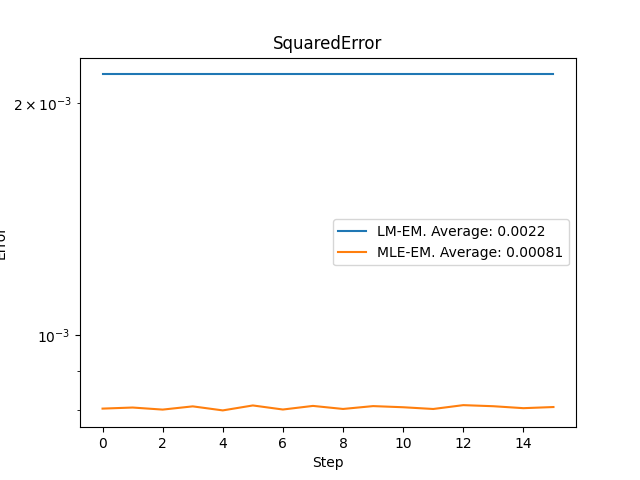 SquaredError
2 × 10⁻³
10⁻³
Error
LM-EM. Average: 0.0022
MLE-EM. Average: 0.00081
0 2 4 6 8 10 12 14
Step